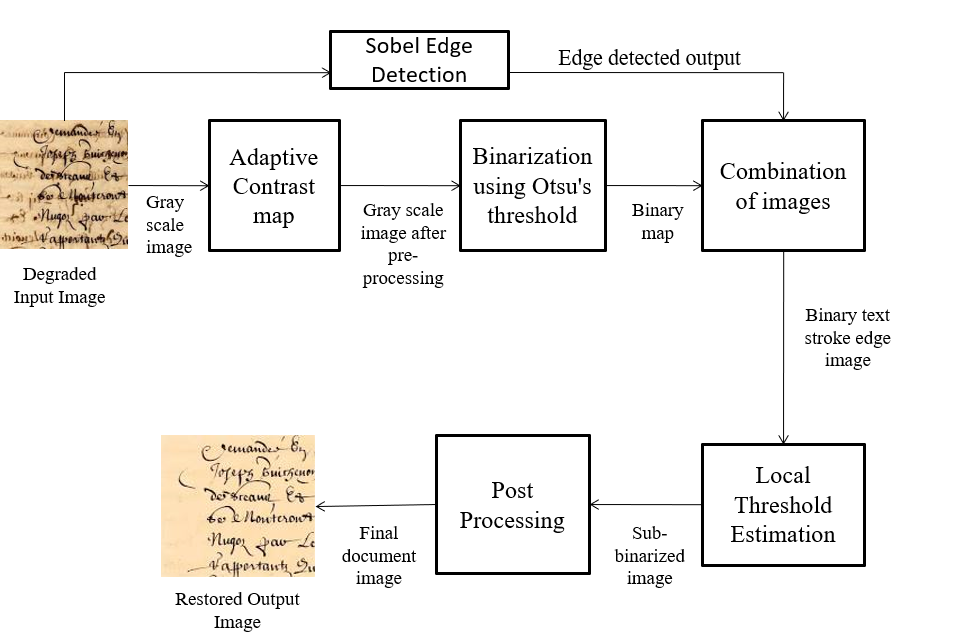 Sobel Edge
Detection
Edge detected output
Adaptive
Contrast
map
Binarization
using Otsu's
threshold
Combination
of images
Gray
scale
image
Gray scale
image after
pre-
processing
Binary
map
Degraded
Input Image
Binary text
stroke edge
image
Local
Threshold
Estimation
Sub-
binarized
image
Post
Processing
Final
document
image
Restored Output
Image